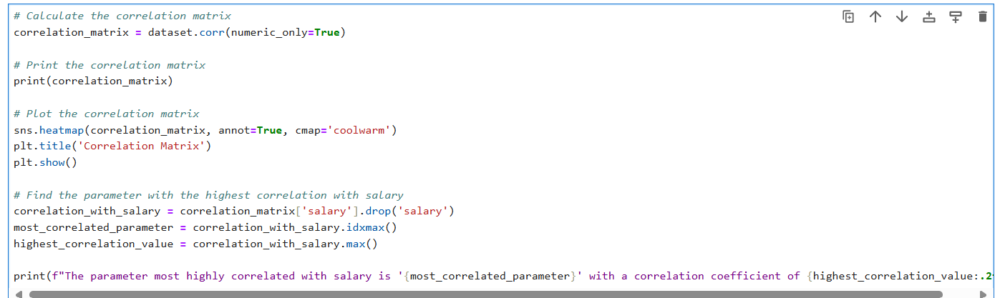 # Calculate the correlation matrix
correlation_matrix = dataset.corr(numeric_only=True)
# Print the correlation matrix
print(correlation_matrix)
# Plot the correlation matrix
sns.heatmap(correlation_matrix, annot=True, cmap='coolwarm')
plt.title('Correlation Matrix')
plt.show()
# Find the parameter with the highest correlation with salary
correlation_with_salary = correlation_matrix['salary'].drop('salary')
most_correlated_parameter = correlation_with_salary.idxmax()
highest_correlation_value = correlation_with_salary.max()
print(f"The parameter most highly correlated with salary is '{most_correlated_parameter}' with a correlation coefficient of {highest_correlation_value:.2